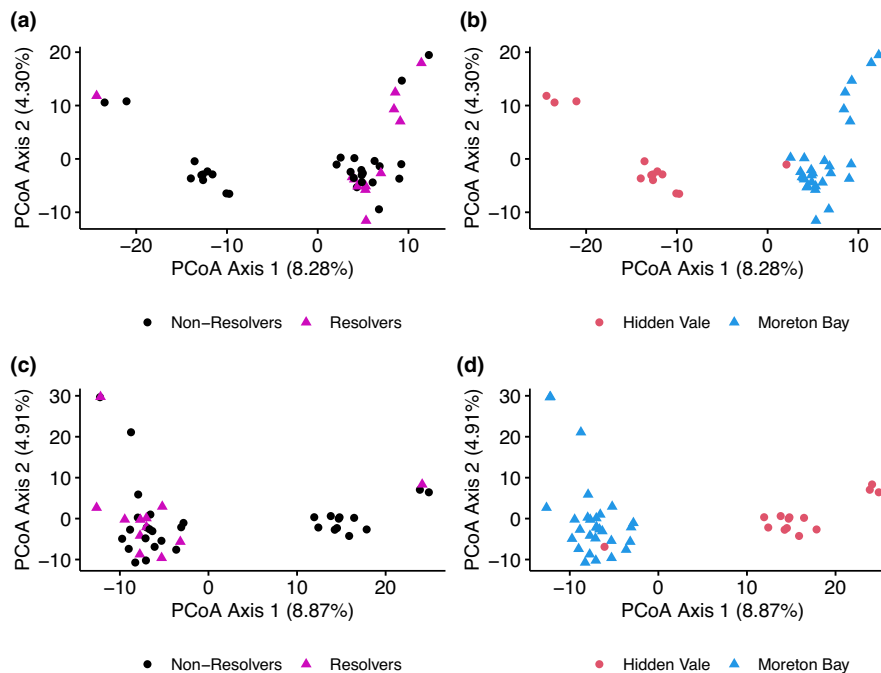 (a)
PCoA Axis 2 (4.30%)
20
10
0
−10
−20
−10
0
10
PCoA Axis 1 (8.28%)
Non−Resolvers
Resolvers
(b)
PCoA Axis 2 (4.30%)
20
10
0
−10
−20
−10
0
10
PCoA Axis 1 (8.28%)
Hidden Vale
Moreton Bay
(c)
PCoA Axis 2 (4.91%)
30
20
10
0
−10
−10
0
10
20
PCoA Axis 1 (8.87%)
Non−Resolvers
Resolvers
(d)
PCoA Axis 2 (4.91%)
30
20
10
0
−10
−10
0
10
20
PCoA Axis 1 (8.87%)
Hidden Vale
Moreton Bay